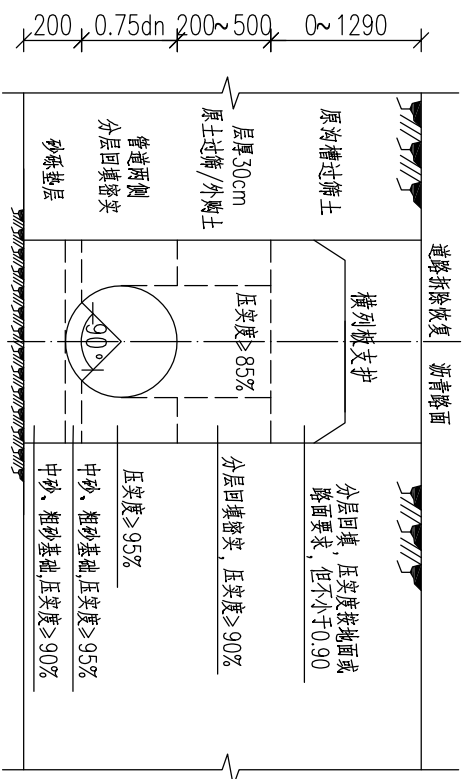 200 0.75dn 200~500 0~1290
道路拆除恢复 沥青路面
原沟槽过筛土
横列板支护
分层回填，压实度按地面或
路面要求，但不小于0.90
层厚30cm
原土过筛/外购土
压实度≥85%
分层回填密实，压实度≥90%
管道两侧
分层回填密实
90°
压实度≥95%
中砂、粗砂基础,压实度≥95%
砂砾垫层
中砂、粗砂基础,压实度≥90%